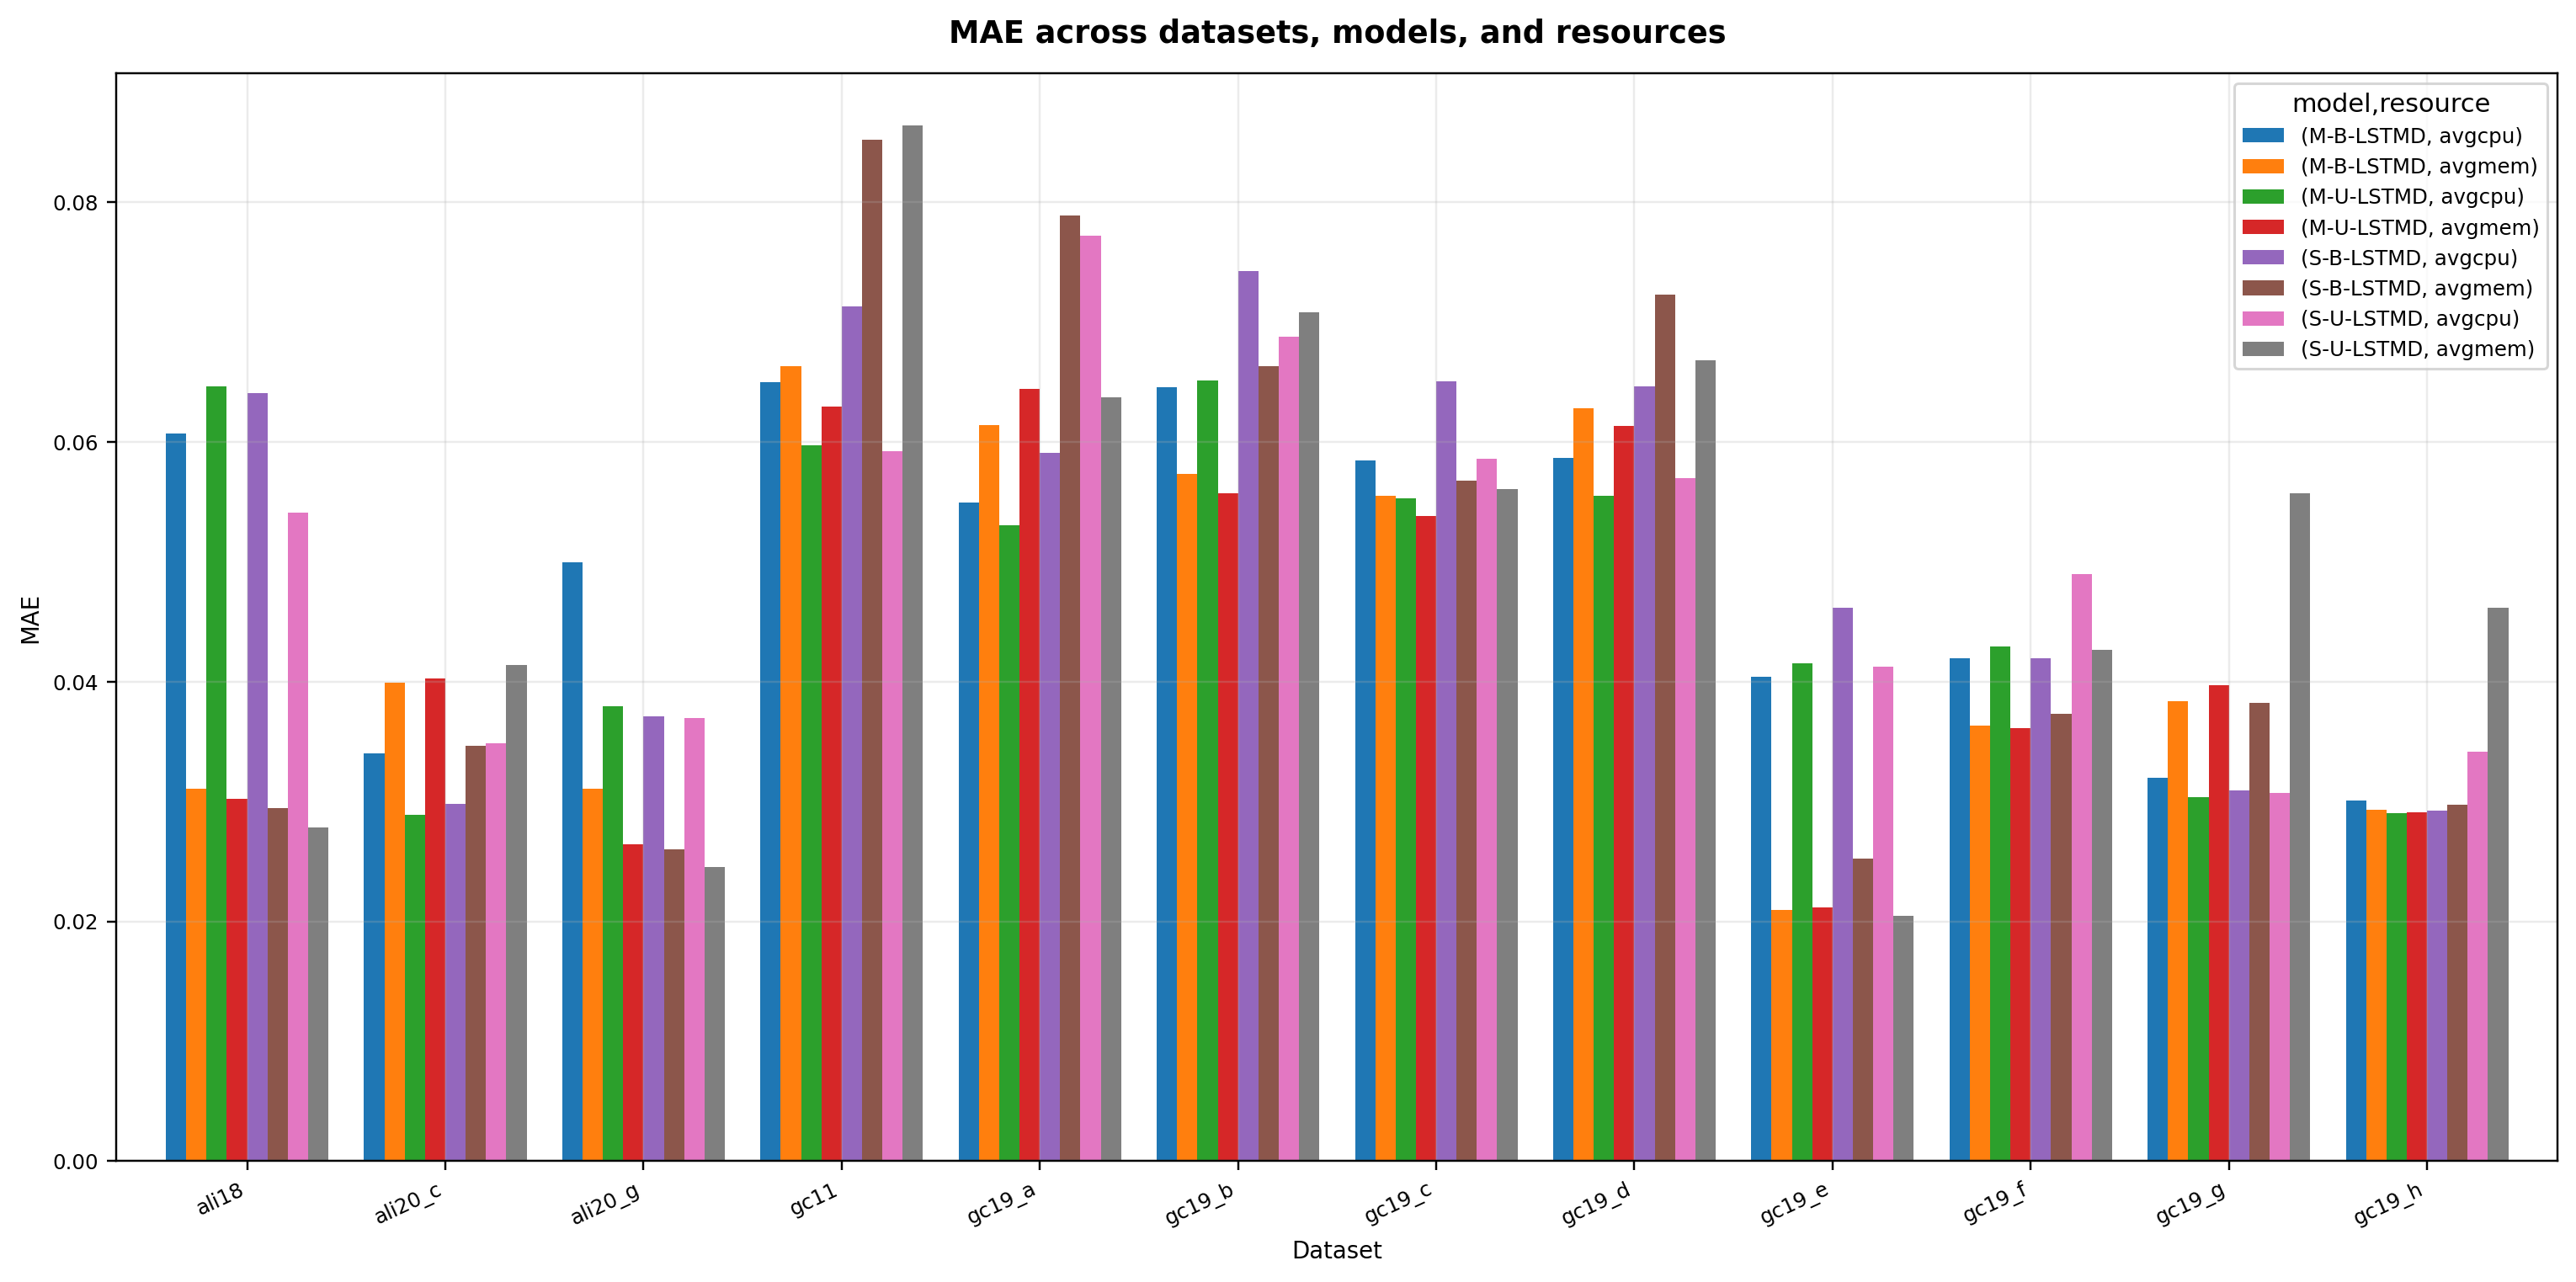 MAE across datasets, models, and resources
model,resource
(M-B-LSTMD, avgcpu)
(M-B-LSTMD, avgmem)
(M-U-LSTMD, avgcpu)
(M-U-LSTMD, avgmem)
(S-B-LSTMD, avgcpu)
(S-B-LSTMD, avgmem)
(S-U-LSTMD, avgcpu)
(S-U-LSTMD, avgmem)
MAE
0.08
0.06
0.04
0.02
0.00
ali18
ali20_c
ali20_g
gc11
gc19_a
gc19_b
gc19_c
gc19_d
gc19_e
gc19_f
gc19_g
gc19_h
Dataset